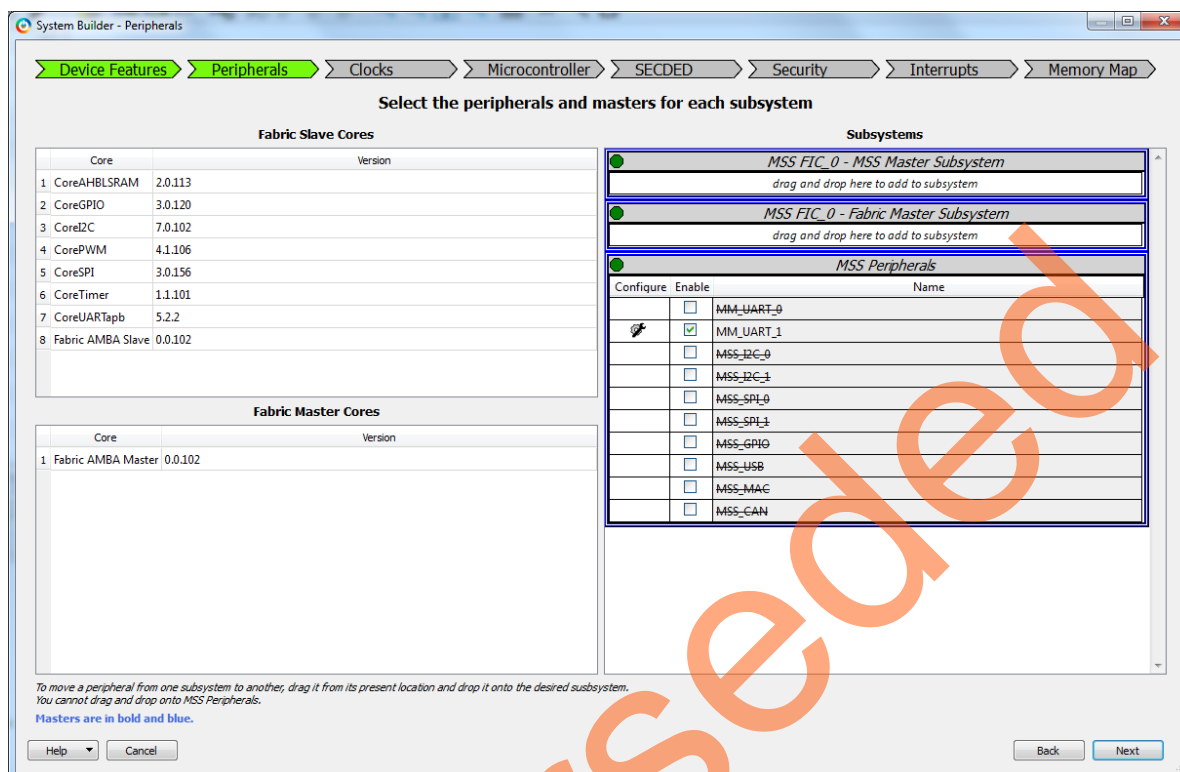 System Builder - Peripherals
Device Features Peripherals Clocks Microcontroller SECDED Security Interrupts Memory Map
Select the peripherals and masters for each subsystem
Fabric Slave Cores
Core Version
1 CoreAHBLSRAM 2.0.113
2 CoreGPIO 3.0.120
3 CoreI2C 7.0.102
4 CorePWM 4.1.106
5 CoreSPI 3.0.156
6 CoreTimer 1.1.101
7 CoreUARTapb 5.2.2
8 Fabric AMBA Slave 0.0.102
Fabric Master Cores
Core Version
1 Fabric AMBA Master 0.0.102
Subsystems
MSS FIC_0 - MSS Master Subsystem
drag and drop here to add to subsystem
MSS FIC_0 - Fabric Master Subsystem
drag and drop here to add to subsystem
MSS Peripherals
Configure Enable Name
MM_UART_0
MM_UART_1
MSS_I2C_0
MSS_I2C_1
MSS_SPI_0
MSS_SPI_1
MSS_GPIO
MSS_USB
MSS_MAC
MSS_CAN
To move a peripheral from one subsystem to another, drag it from its present location and drop it onto the desired susbsystem.
You cannot drag and drop onto MSS Peripherals.
Masters are in bold and blue.
Help Cancel Back Next
seded